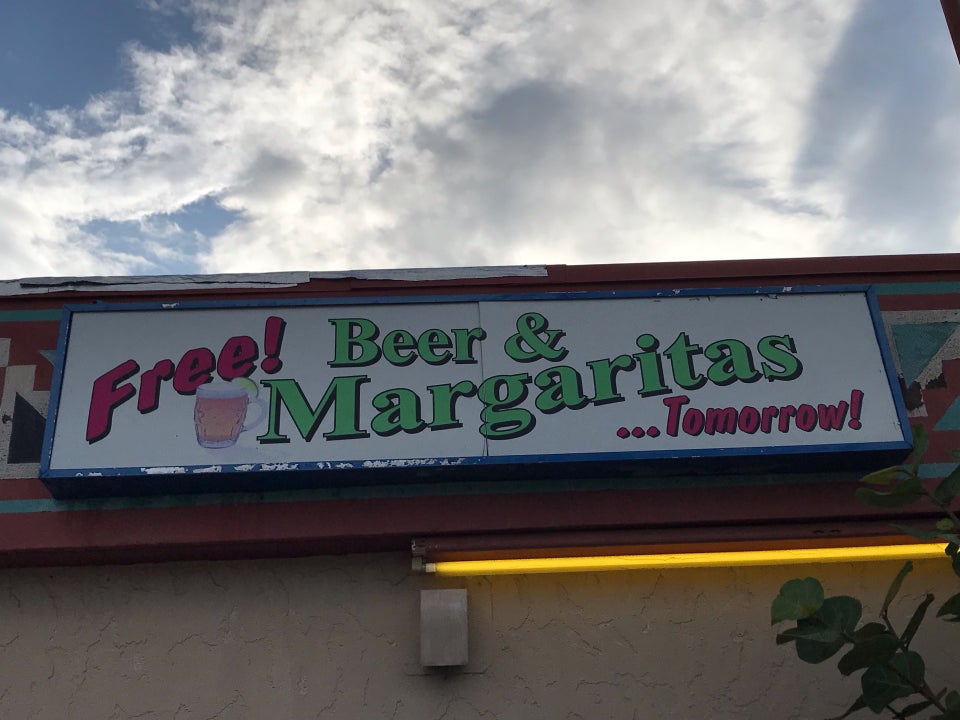 Free! Beer &
Margaritas
...Tomorrow!